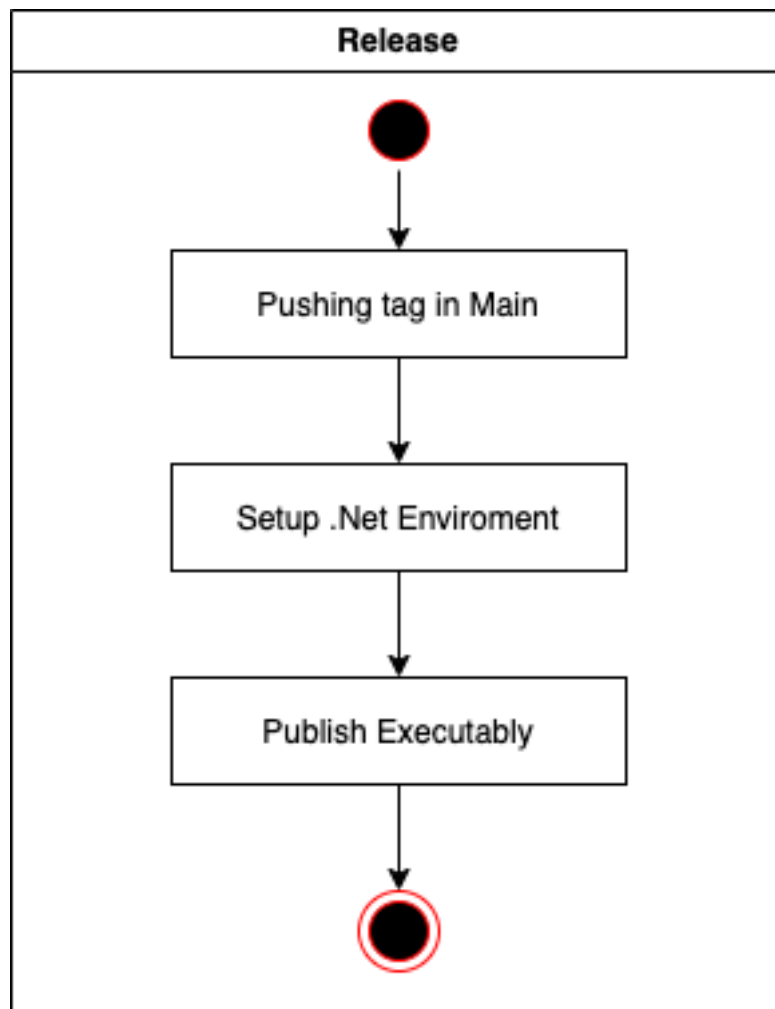 Release
Pushing tag in Main
Setup .Net Enviroment
Publish Executably